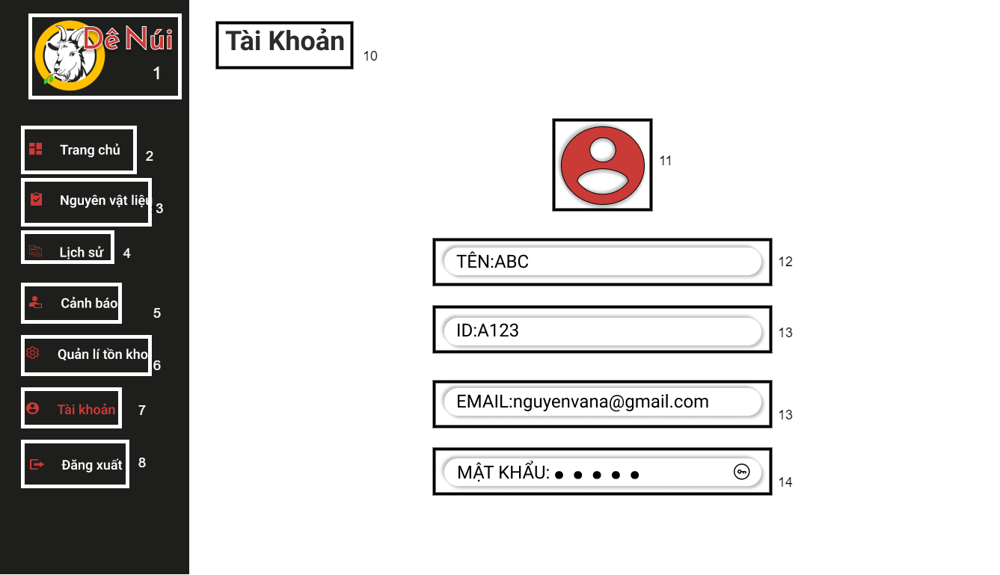 Dê Núi
1
Trang chủ
2
Nguyên vật liệu
3
Lịch sử
4
Cảnh báo
5
Quản lí tồn kho
6
Tài khoản
7
Đăng xuất
8
Tài Khoản
10
11
TÊN:ABC
12
ID:A123
13
EMAIL:nguyenvana@gmail.com
13
MẬT KHẨU: ● ● ● ● ●
14